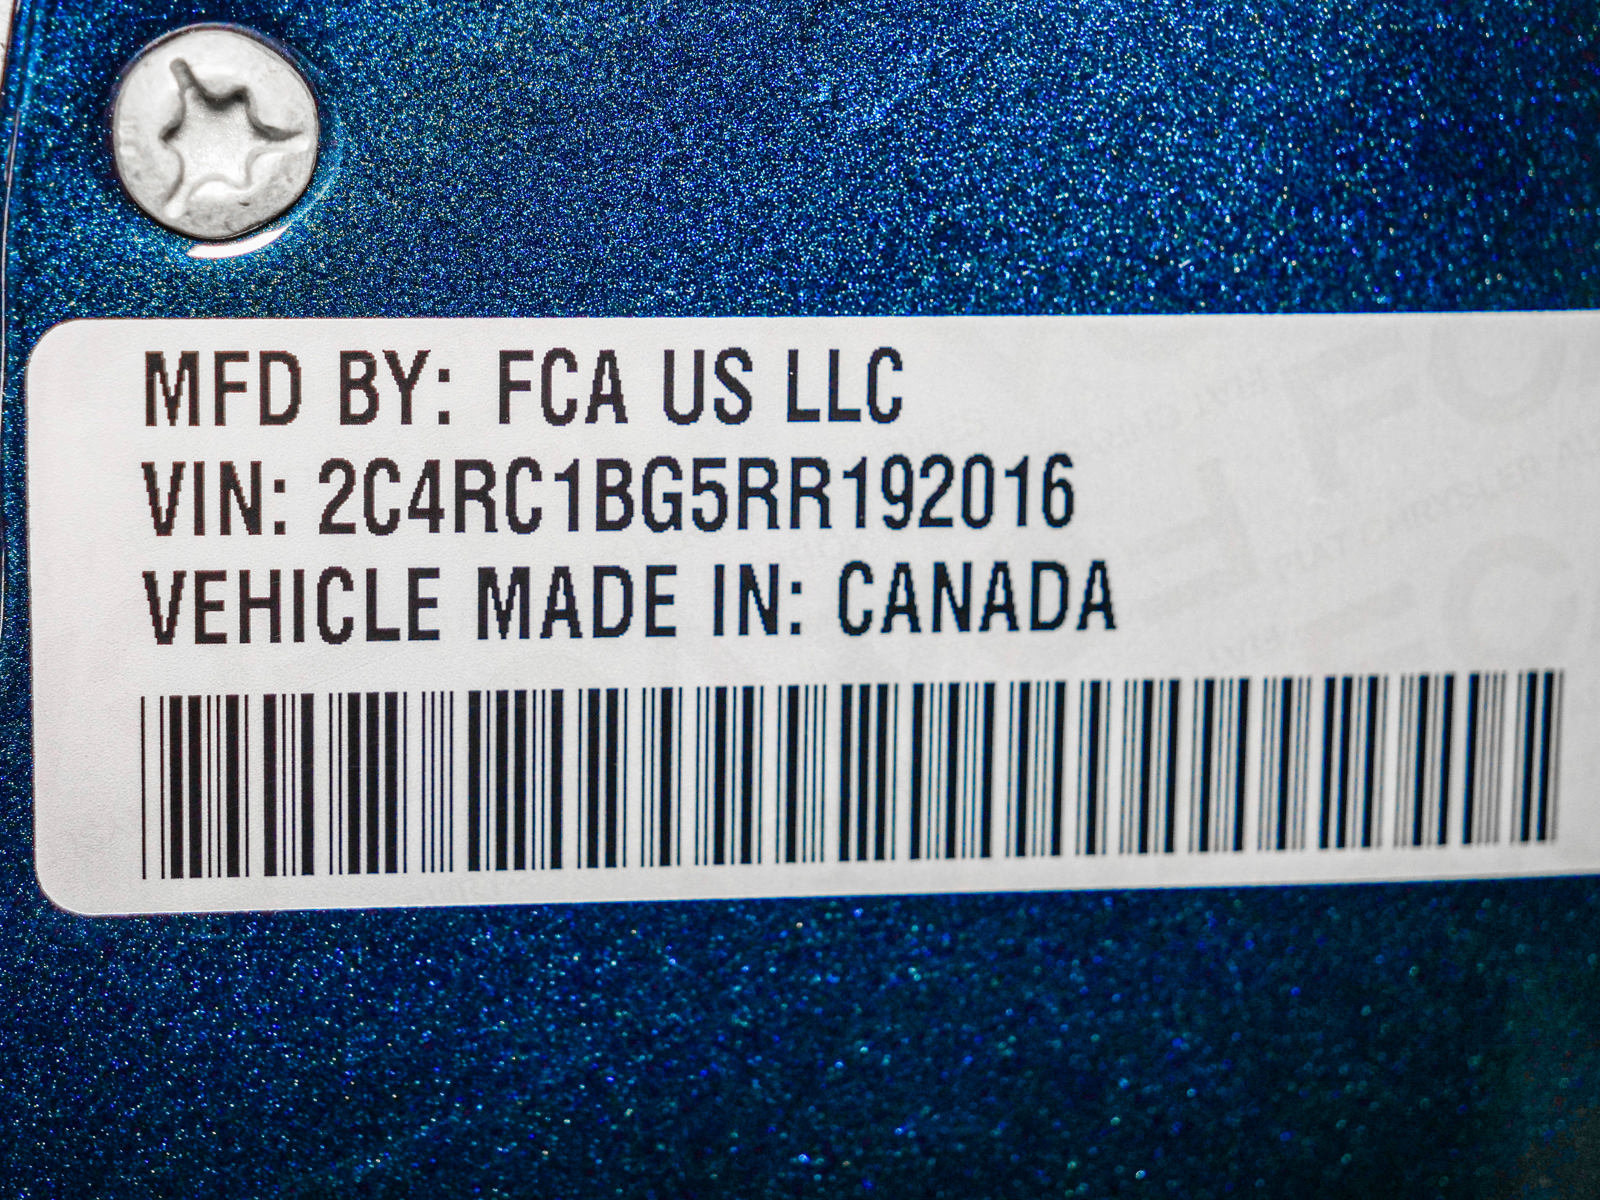 MFD BY: FCA US LLC
VIN: 2C4RC1BG5RR192016
VEHICLE MADE IN: CANADA